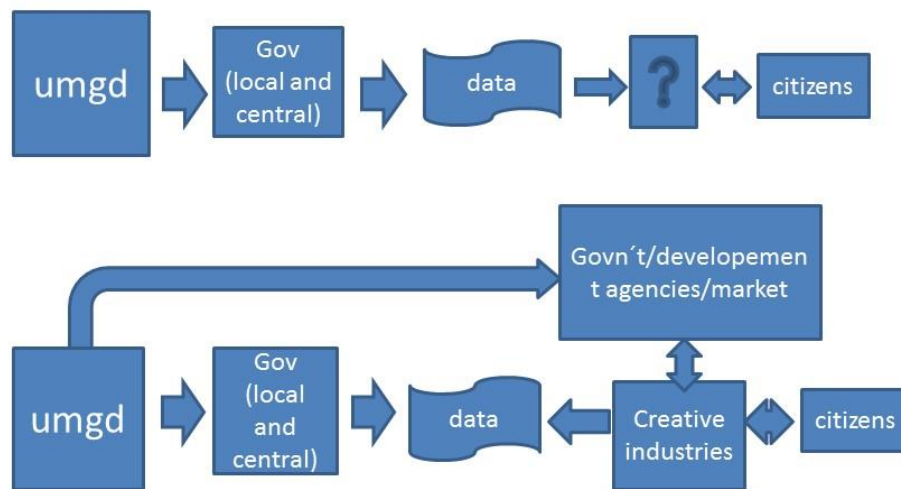 umgd
Gov
(local and
central)
data
?
citizens
Govn´t/developemen
t agencies/market
umgd
Gov
(local
and
central)
data
Creative
industries
citizens